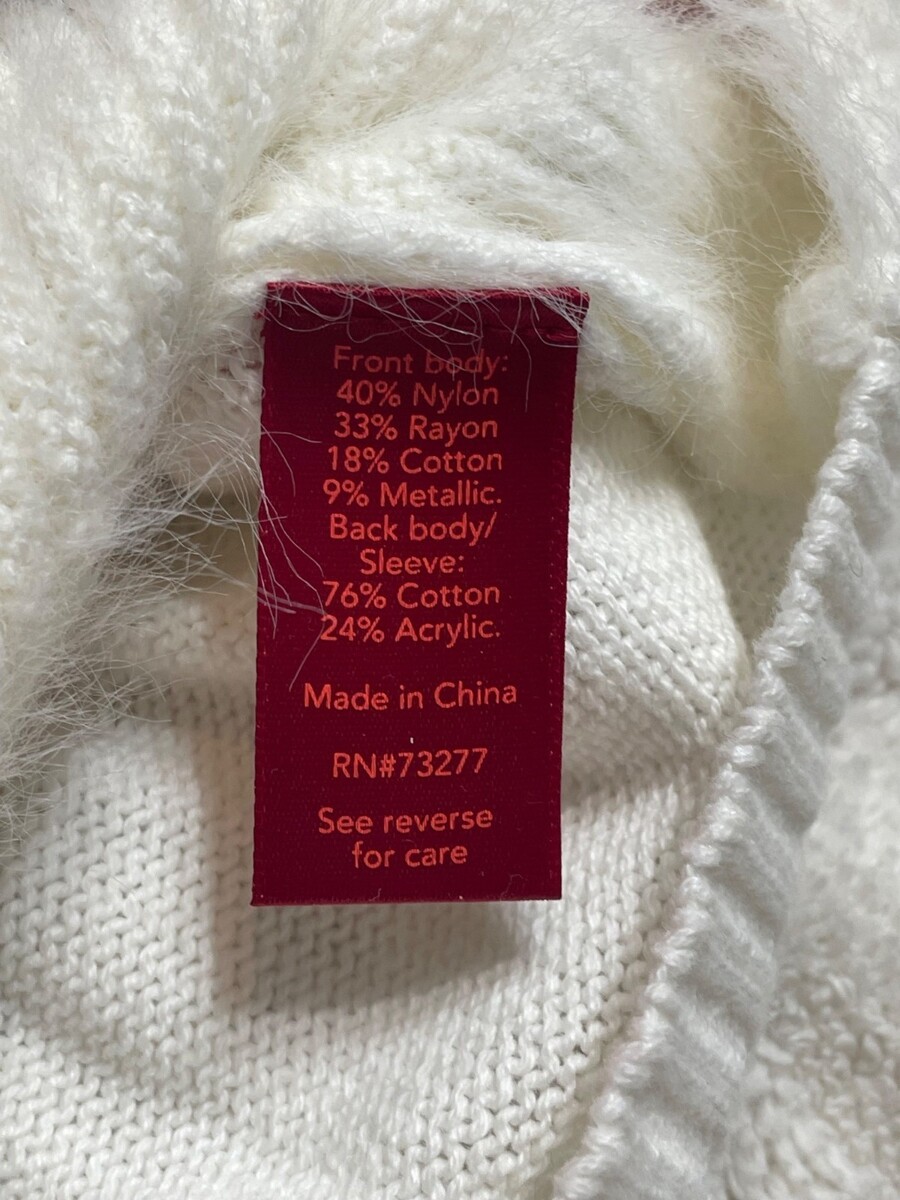 Front body:
40% Nylon
33% Rayon
18% Cotton
9% Metallic.
Back body/
Sleeve:
76% Cotton
24% Acrylic.
Made in China
RN#73277
See reverse
for care